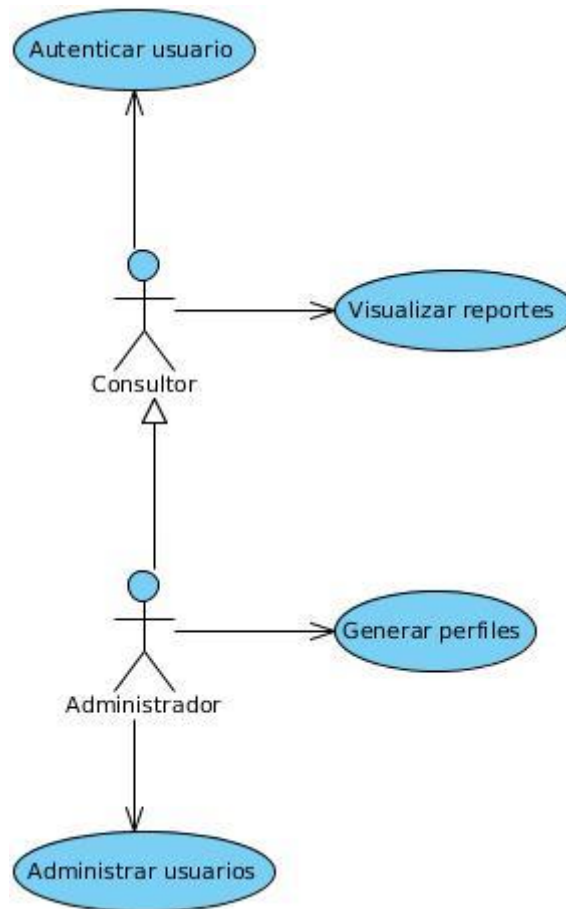 Autenticar usuario
Visualizar reportes
Consultor
Generar perfiles
Administrador
Administrar usuarios